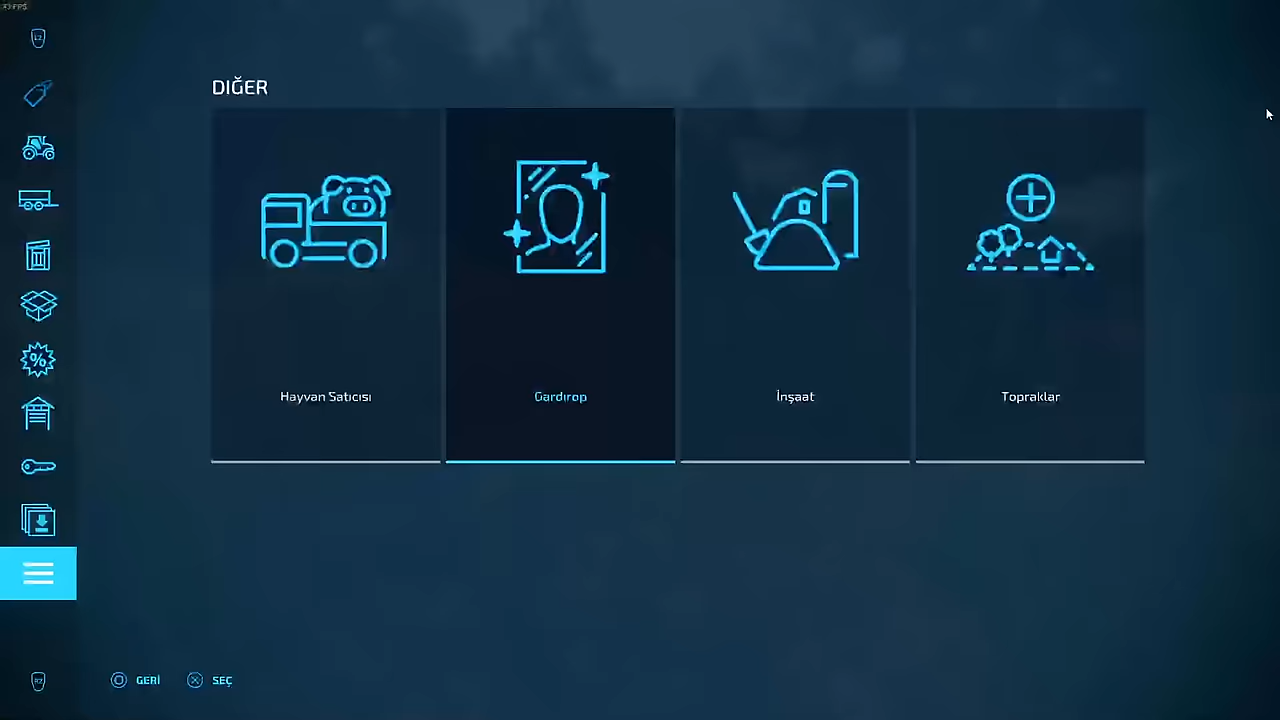 DIĞER
Hayvan Satıcısı
Gardırop
İnşaat
Topraklar
GERİ
SEÇ